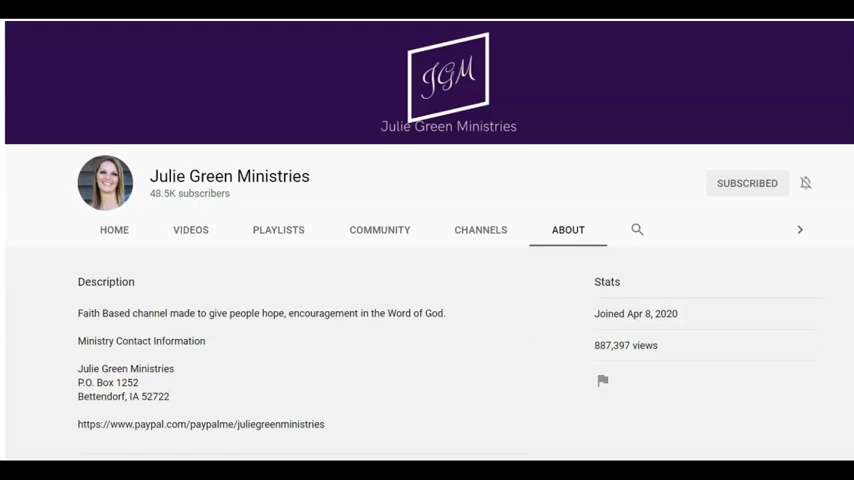 JGM
Julie Green Ministries
Julie Green Ministries
48.5K subscribers
SUBSCRIBED
HOME VIDEOS PLAYLISTS COMMUNITY CHANNELS ABOUT
Description
Stats
Faith Based channel made to give people hope, encouragement in the Word of God.
Joined Apr 8, 2020
Ministry Contact Information
887,397 views
Julie Green Ministries
P.O. Box 1252
Bettendorf, IA 52722
https://www.paypal.com/paypalme/juliegreenministries